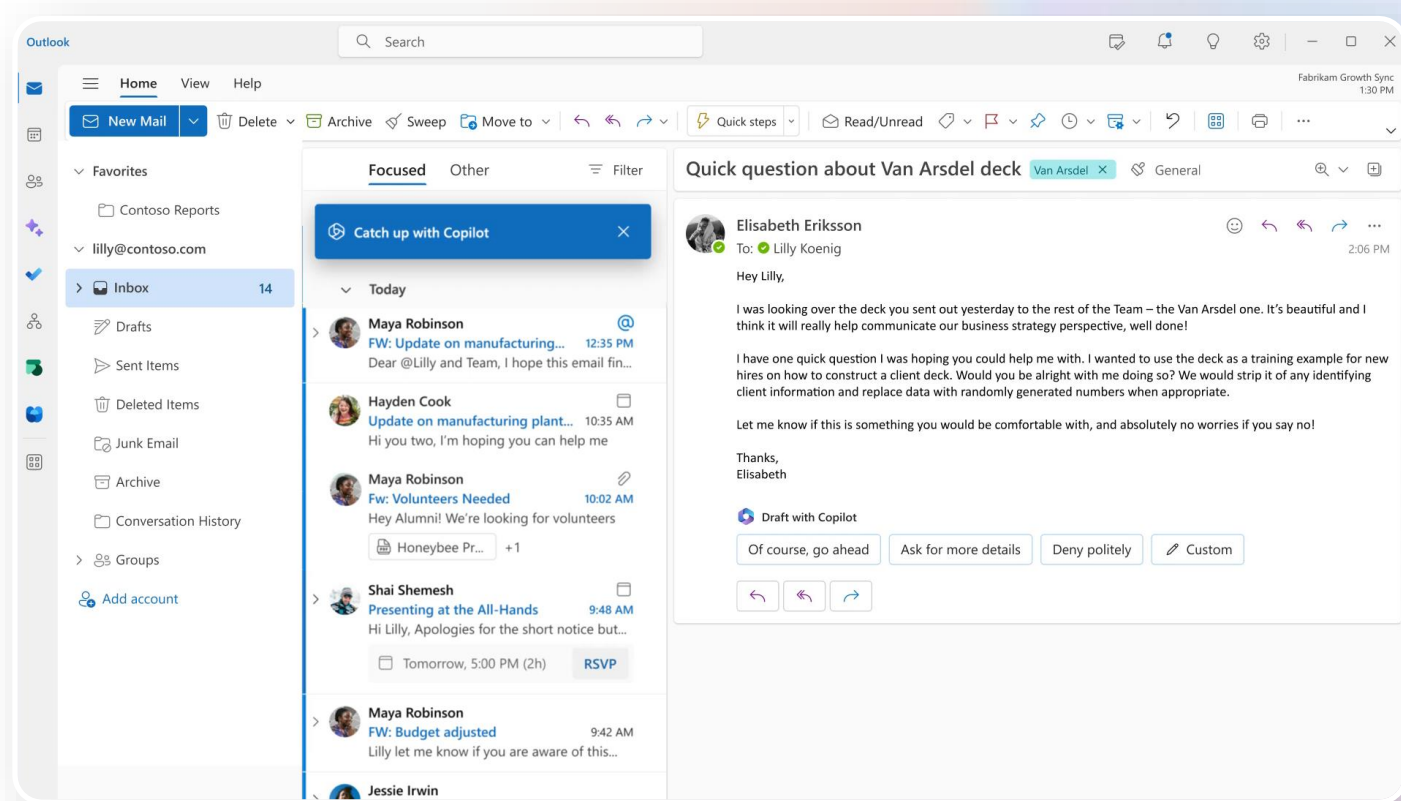 Outlook
Search
Home View Help
Fabrikam Growth Sync
1:30 PM
New Mail Delete Archive Sweep Move to Quick steps Read/Unread
Favorites
Contoso Reports
lilly@contoso.com
Inbox 14
Drafts
Sent Items
Deleted Items
Junk Email
Archive
Conversation History
Groups
Add account
Focused Other Filter
Catch up with Copilot
Today
Maya Robinson
FW: Update on manufacturing... 12:35 PM
Dear @Lilly and Team, I hope this email fin...
Hayden Cook
Update on manufacturing plant... 10:35 AM
Hi you two, I'm hoping you can help me
Maya Robinson
Fw: Volunteers Needed 10:02 AM
Hey Alumni! We're looking for volunteers
Honeybee Pr... +1
Shai Shemesh
Presenting at the All-Hands 9:48 AM
Hi Lilly, Apologies for the short notice but...
Tomorrow, 5:00 PM (2h) RSVP
Maya Robinson
FW: Budget adjusted 9:42 AM
Lilly let me know if you are aware of this...
Jessie Irwin
Quick question about Van Arsdel deck Van Arsdel General
Elisabeth Eriksson
To: Lilly Koenig 2:06 PM
Hey Lilly,
I was looking over the deck you sent out yesterday to the rest of the Team – the Van Arsdel one. It's beautiful and I
think it will really help communicate our business strategy perspective, well done!
I have one quick question I was hoping you could help me with. I wanted to use the deck as a training example for new
hires on how to construct a client deck. Would you be alright with me doing so? We would strip it of any identifying
client information and replace data with randomly generated numbers when appropriate.
Let me know if this is something you would be comfortable with, and absolutely no worries if you say no!
Thanks,
Elisabeth
Draft with Copilot
Of course, go ahead Ask for more details Deny politely Custom